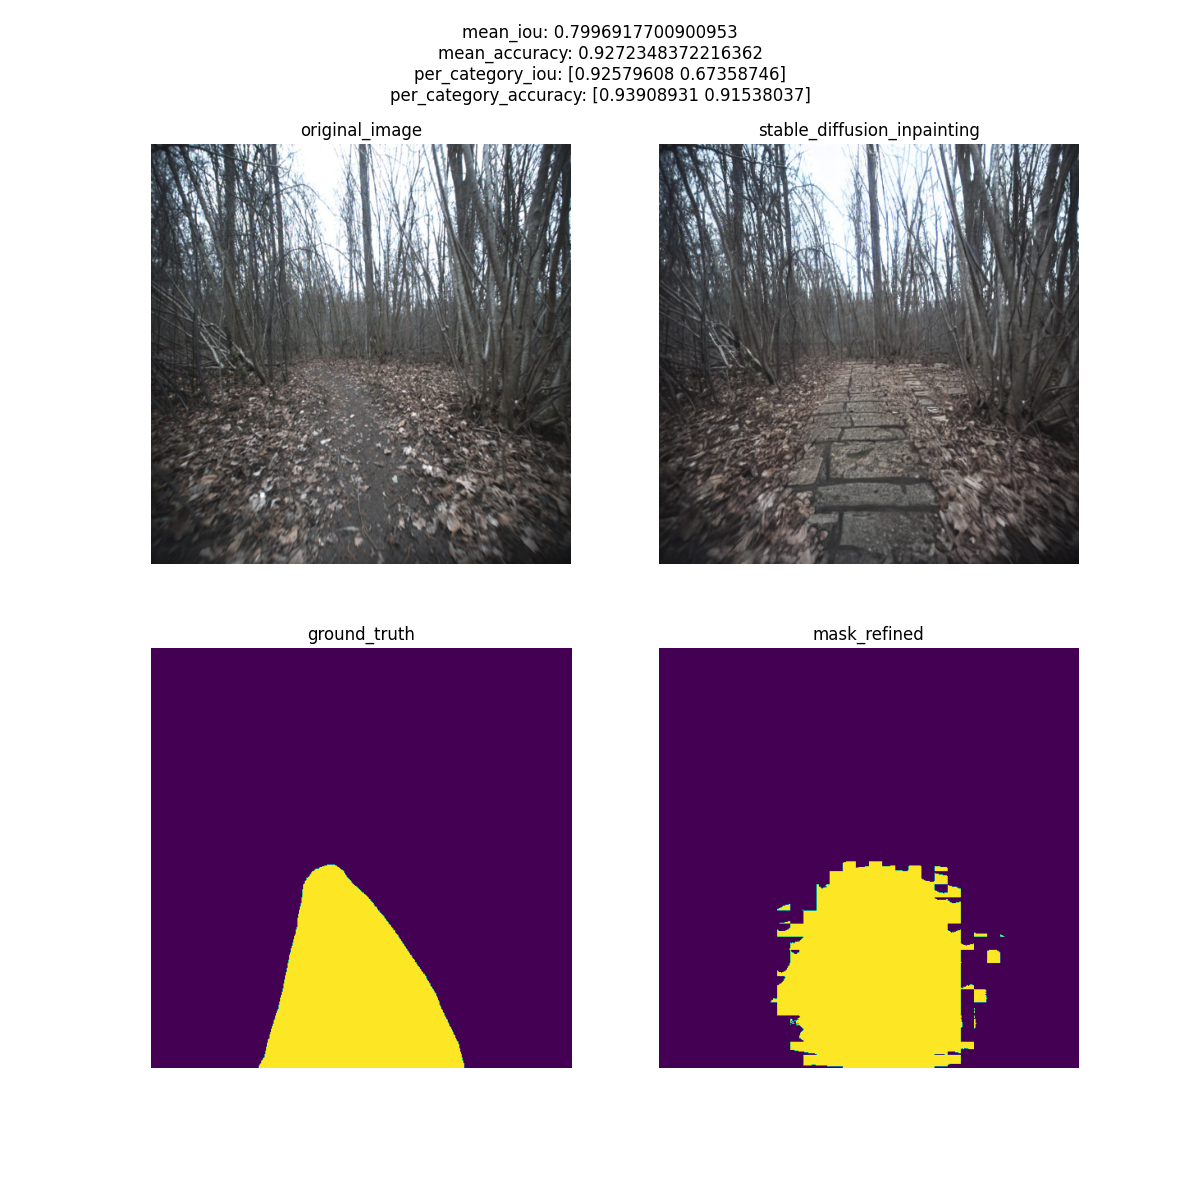 mean_iou: 0.7996917700900953
mean_accuracy: 0.9272348372216362
per_category_iou: [0.92579608 0.67358746]
per_category_accuracy: [0.93908931 0.91538037]
original_image
stable_diffusion_inpainting
ground_truth
mask_refined